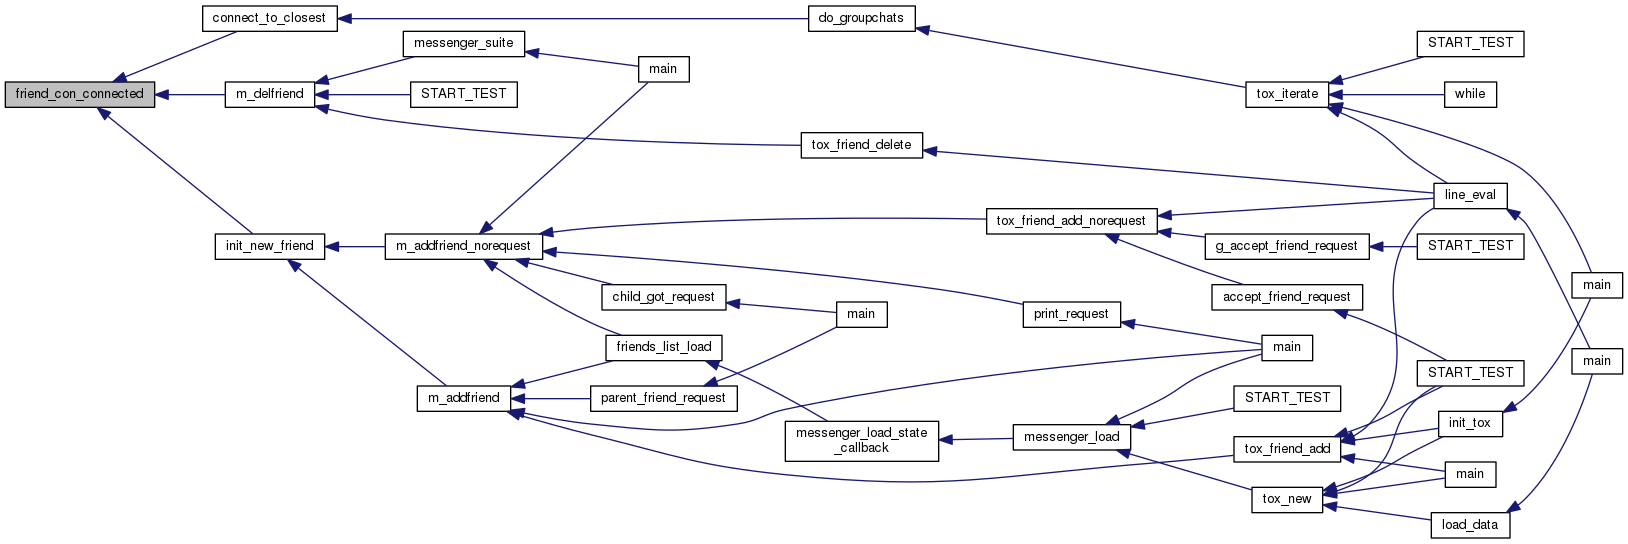 connect_to_closest
do_groupchats
messenger_suite
START_TEST
main
friend_con_connected
m_delfriend
START_TEST
tox_iterate
while
tox_friend_delete
line_eval
tox_friend_add_norequest
init_new_friend
m_addfriend_norequest
g_accept_friend_request
START_TEST
main
child_got_request
accept_friend_request
main
print_request
friends_list_load
main
main
START_TEST
m_addfriend
parent_friend_request
START_TEST
init_tox
messenger_load_state
_callback
messenger_load
tox_friend_add
main
tox_new
load_data